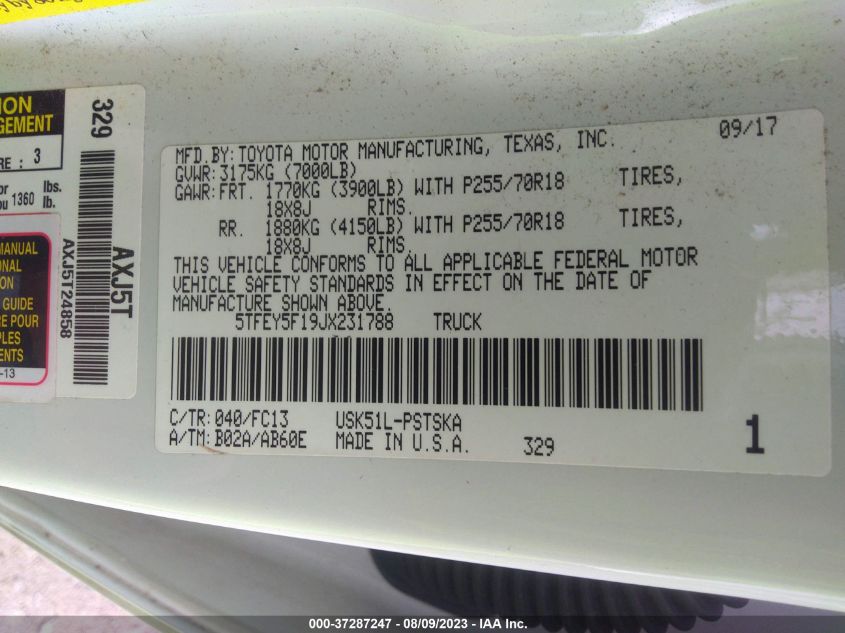 ION
GEMENT
RE : 3
or lbs.
ou 1360 lb.
MANUAL
ONAL
ION
GUIDE
RE POUR
PLES
ENTS
-13
329
AXJ5T
AXJ5T24858
MFD.BY: TOYOTA MOTOR MANUFACTURING, TEXAS, INC. 09/17
GVWR: 3175KG (7000LB)
GAWR: FRT. 1770KG (3900LB) WITH P255/70R18 TIRES,
18X8J RIMS.
RR. 1880KG (4150LB) WITH P255/70R18 TIRES,
18X8J RIMS.
THIS VEHICLE CONFORMS TO ALL APPLICABLE FEDERAL MOTOR
VEHICLE SAFETY STANDARDS IN EFFECT ON THE DATE OF
MANUFACTURE SHOWN ABOVE.
5TFEY5F19JX231788 TRUCK
C/TR: 040/FC13 USK51L-PSTSKA
A/TM: B02A/AB60E MADE IN U.S.A. 329 1
000-37287247 - 08/09/2023 - IAA, Inc.